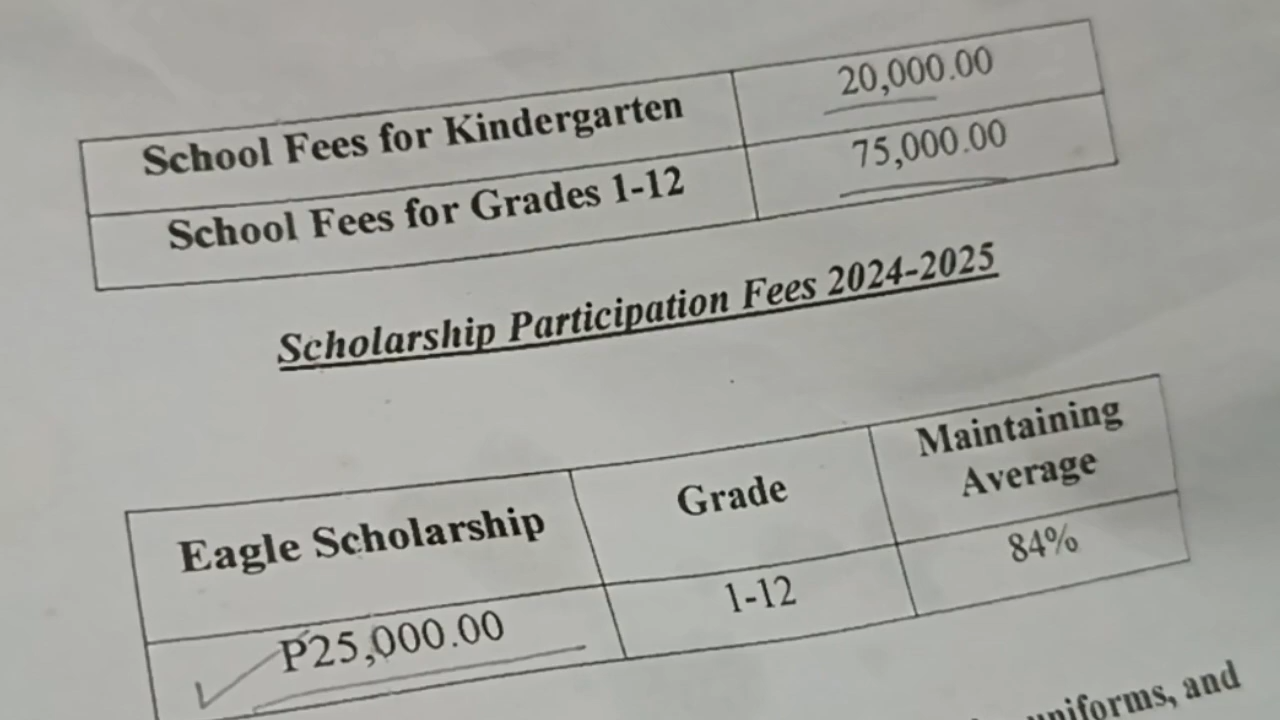 School Fees for Kindergarten 20,000.00
School Fees for Grades 1-12 75,000.00
Scholarship Participation Fees 2024-2025
Eagle Scholarship Grade Maintaining Average
P25,000.00 1-12 84%
uniforms, and